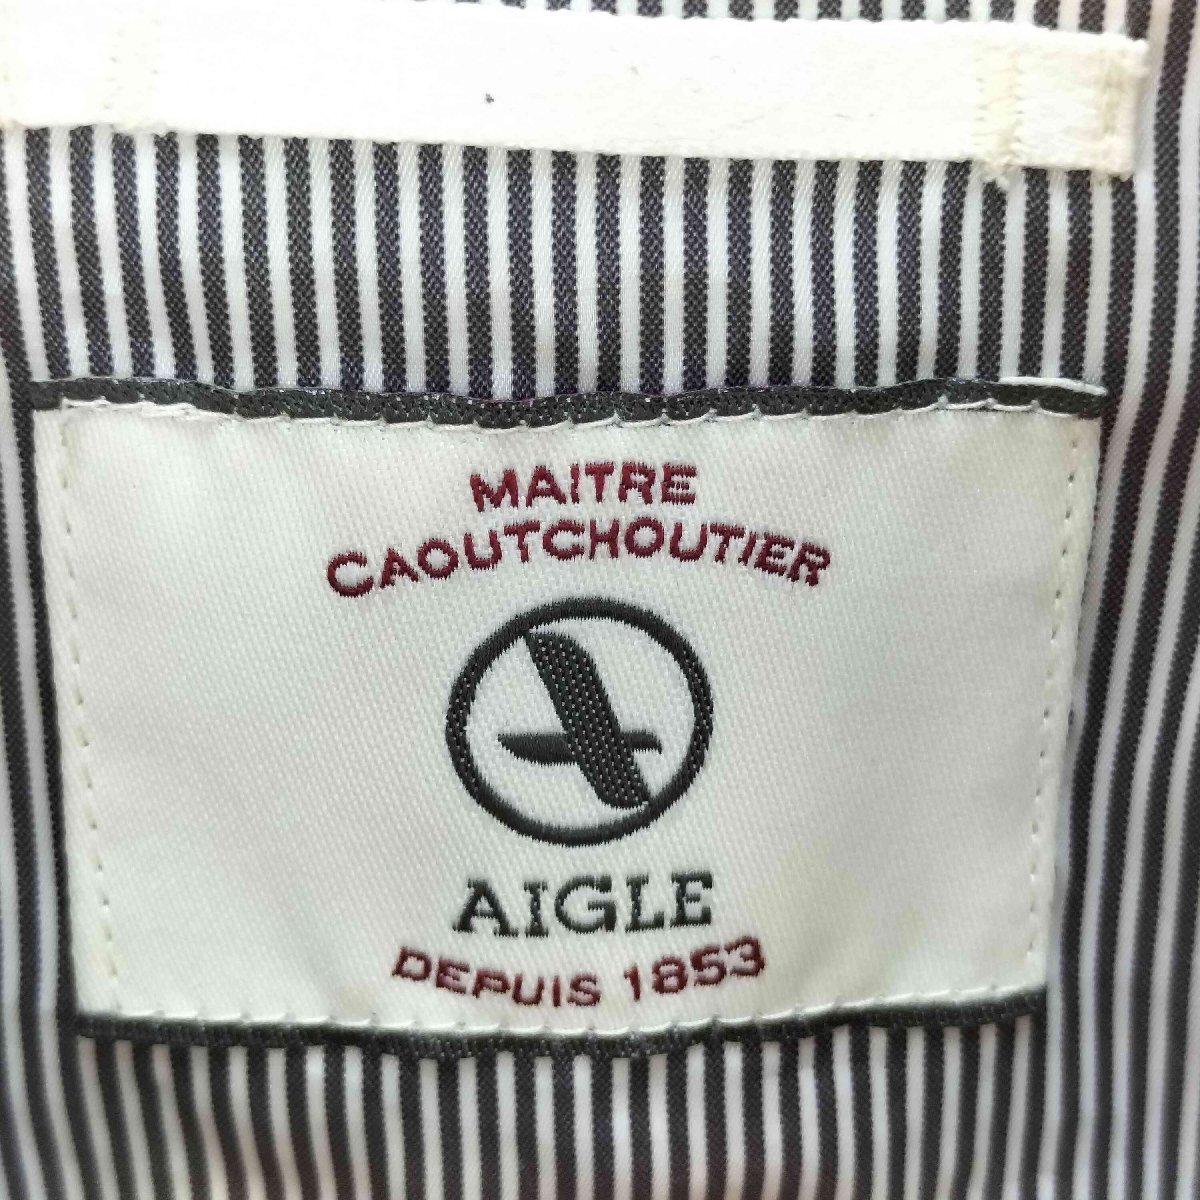 MAITRE
CAOUTCHOUTIER
AIGLE
DEPUIS 1853